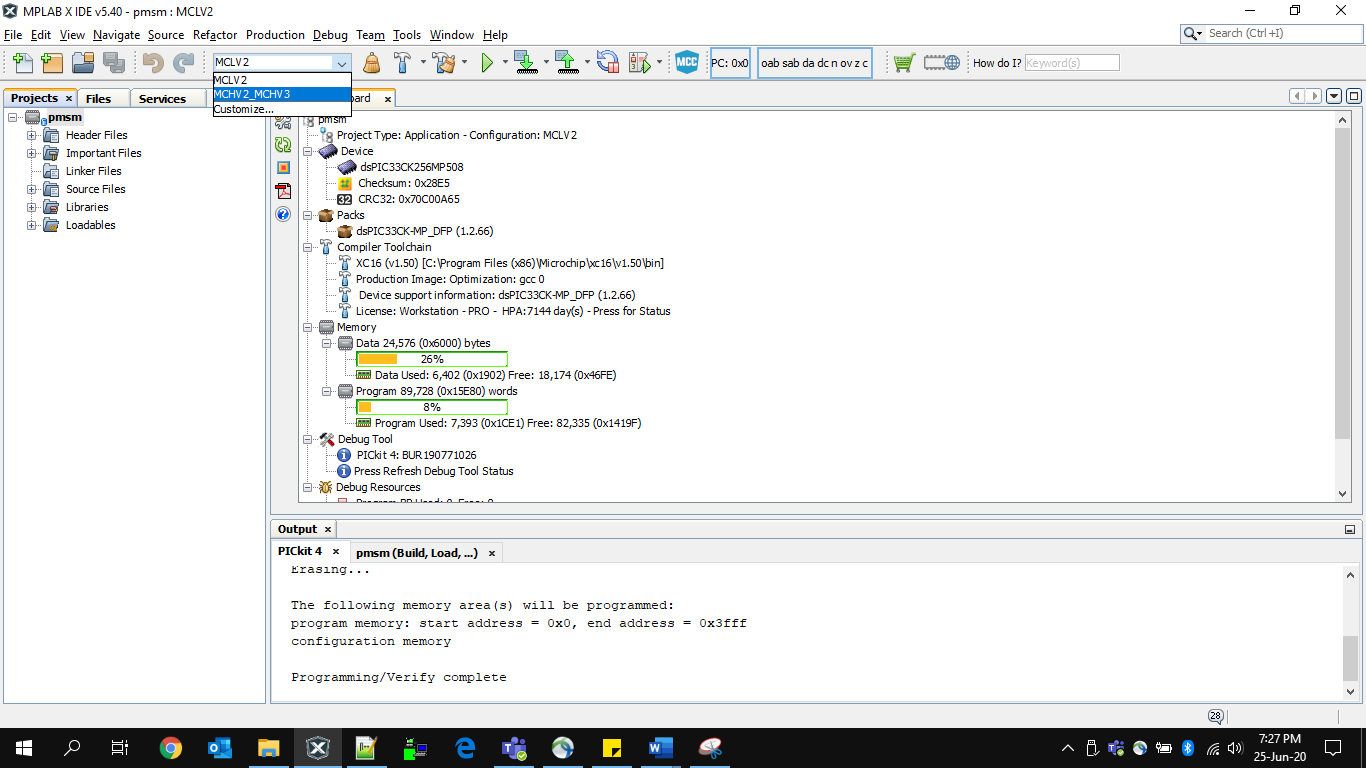 MPLAB X IDE v5.40 - pmsm : MCLV2
File Edit View Navigate Source Refactor Production Debug Team Tools Window Help
Search (Ctrl+I)
MCLV2
MCC
PC: 0x0
oab sab da dc n ov z c
How do I?
Keyword(s)
MCLV2
MCHV2_MCHV3
Customize...
Projects
Files
Services
pmsm
Header Files
Important Files
Linker Files
Source Files
Libraries
Loadables
pmsm
Project Type: Application - Configuration: MCLV2
Device
dsPIC33CK256MP508
Checksum: 0x28E5
32 CRC32: 0x70C00A65
Packs
dsPIC33CK-MP_DFP (1.2.66)
Compiler Toolchain
XC16 (v1.50) [C:\Program Files (x86)\Microchip\xc16\v1.50\bin]
Production Image: Optimization: gcc 0
Device support information: dsPIC33CK-MP_DFP (1.2.66)
License: Workstation - PRO - HPA:7144 day(s) - Press for Status
Memory
Data 24,576 (0x6000) bytes
26%
Data Used: 6,402 (0x1902) Free: 18,174 (0x46FE)
Program 89,728 (0x15E80) words
8%
Program Used: 7,393 (0x1CE1) Free: 82,335 (0x1419F)
Debug Tool
PICkit 4: BUR190771026
Press Refresh Debug Tool Status
Debug Resources
Output
PICkit 4
pmsm (Build, Load, ...)
Erasing...
The following memory area(s) will be programmed:
program memory: start address = 0x0, end address = 0x3fff
configuration memory
Programming/Verify complete
28
7:27 PM
25-Jun-20